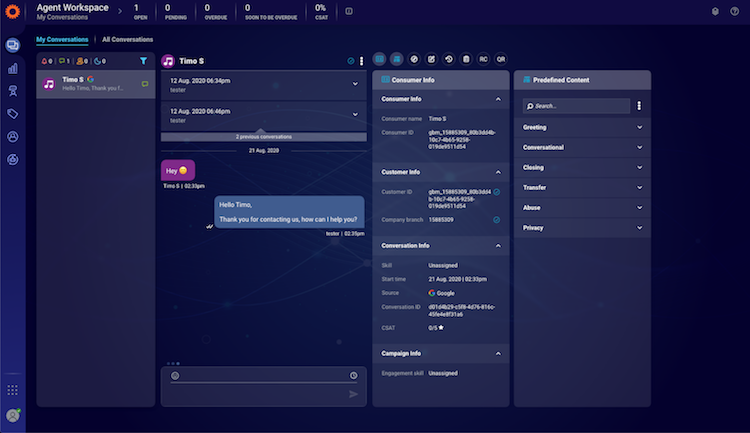 Agent Workspace
My Conversations
1
OPEN
0
PENDING
0
OVERDUE
0
SOON TO BE OVERDUE
0%
CSAT
My Conversations
All Conversations
0
1
0
0
Timo S
Hello Timo, Thank you f...
Timo S
12 Aug. 2020 06:34pm
tester
12 Aug. 2020 06:46pm
tester
2 previous conversations
21 Aug. 2020
Hey 😊
Timo S | 02:33pm
Hello Timo,
Thank you for contacting us, how can I help you?
tester | 02:35pm
RC
QR
Consumer Info
Consumer Info
Consumer name Timo S
Consumer ID gbm_15885309_80b3dd4b-10c7-4b65-9258-019de9511d54
Customer Info
Customer ID gbm_15885309_80b3dd4b-10c7-4b65-9258-019de9511d54
Company branch 15885309
Conversation Info
Skill Unassigned
Start time 21 Aug. 2020 | 02:33pm
Source Google
Conversation ID d01d4b29-c5f8-4d76-816c-45fe4e8f31a6
CSAT 0/5 ★
Campaign Info
Engagement skill Unassigned
Predefined Content
Search...
Greeting
Conversational
Closing
Transfer
Abuse
Privacy